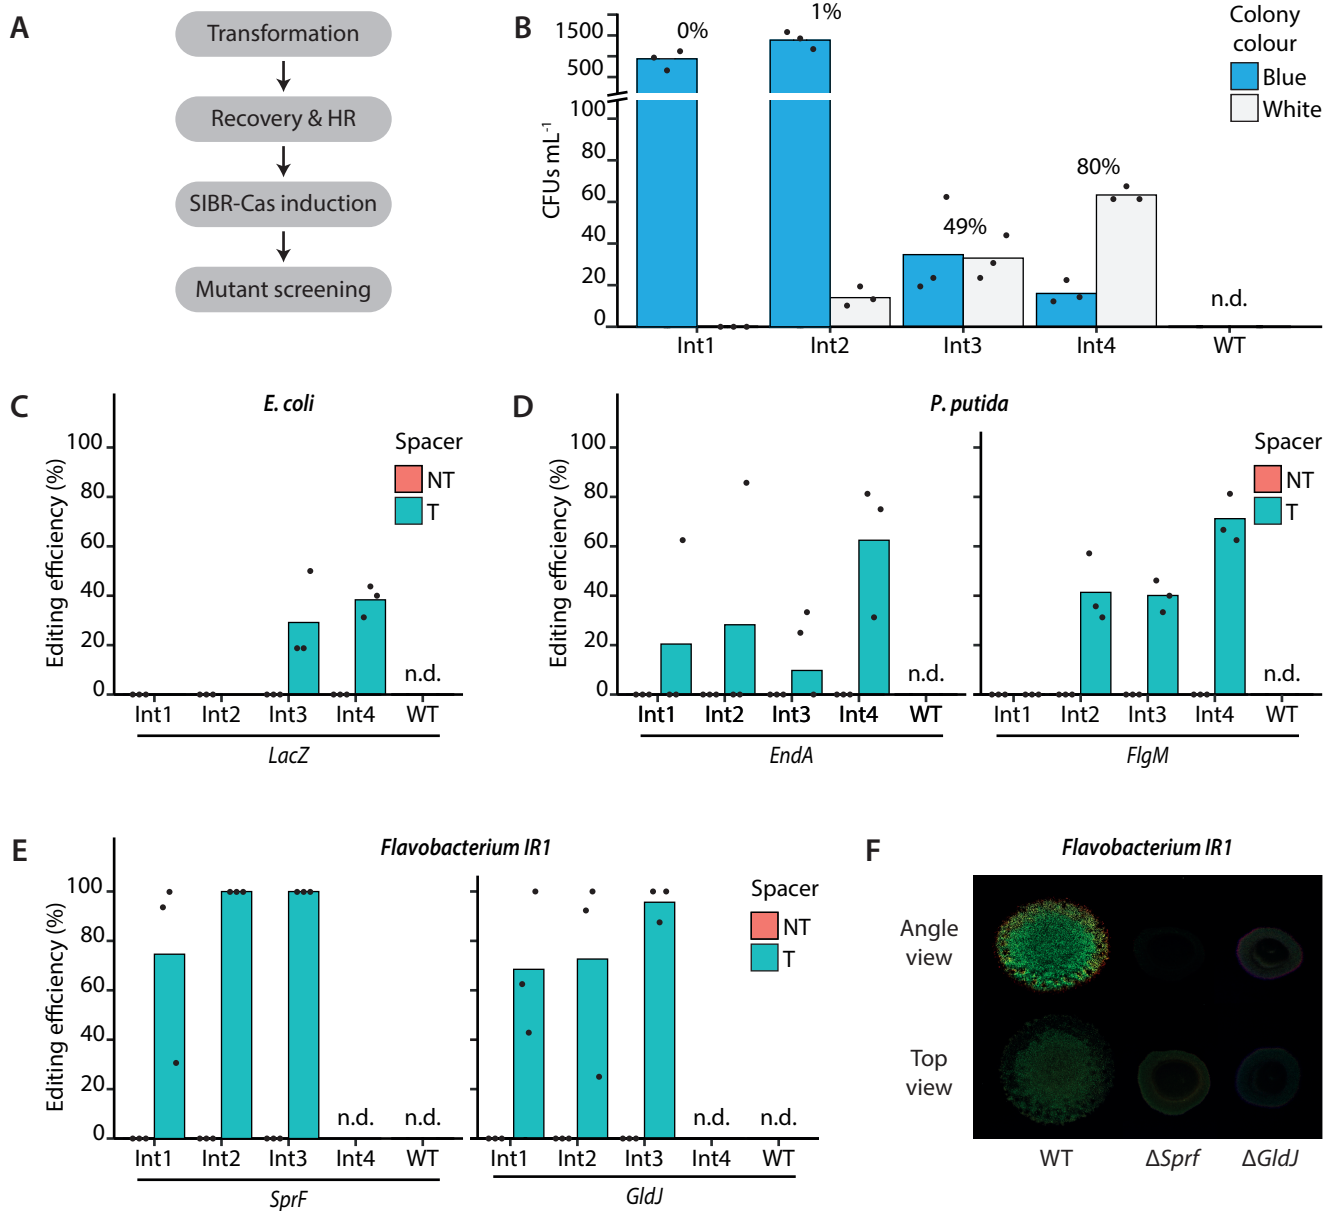 A
Transformation
Recovery & HR
SIBR-Cas induction
Mutant screening
B
CFUs mL-1
1500
500
100
80
60
40
20
0
0%
1%
49%
80%
n.d.
Int1 Int2 Int3 Int4 WT
Colony
colour
Blue
White
C
E. coli
Editing efficiency (%)
100
80
60
40
20
0
Spacer
NT
T
n.d.
Int1 Int2 Int3 Int4 WT
LacZ
D
P. putida
Editing efficiency (%)
100
80
60
40
20
0
n.d.
Int1 Int2 Int3 Int4 WT
EndA
Spacer
NT
T
n.d.
Int1 Int2 Int3 Int4 WT
FlgM
E
Flavobacterium IR1
Editing efficiency (%)
100
80
60
40
20
0
n.d. n.d.
Int1 Int2 Int3 Int4 WT
SprF
Spacer
NT
T
n.d. n.d.
Int1 Int2 Int3 Int4 WT
GldJ
F
Flavobacterium IR1
Angle
view
Top
view
WT ΔSprf ΔGldJ